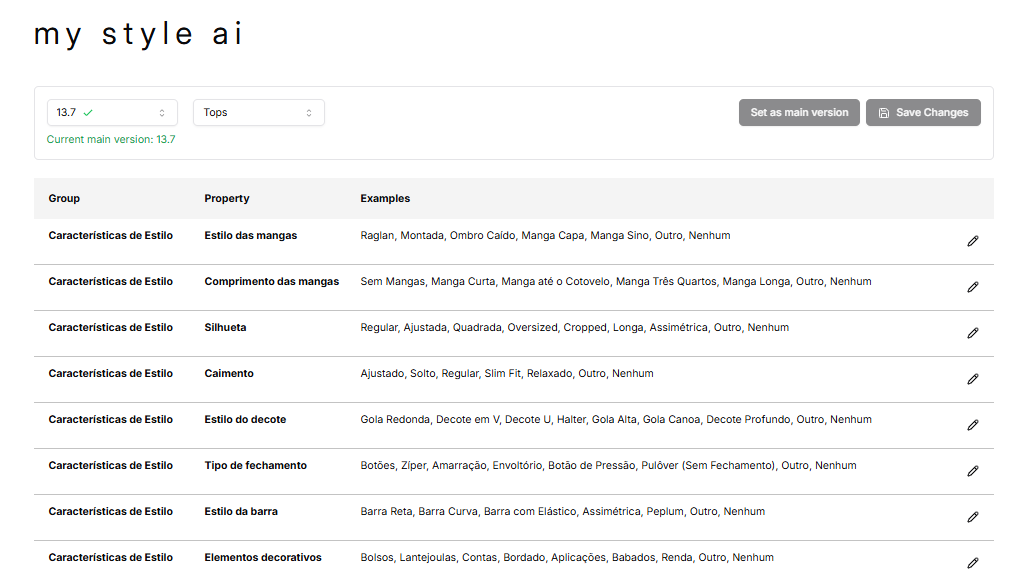 my style ai
13.7
Tops
Set as main version
Save Changes
Current main version: 13.7
Group Property Examples
Características de Estilo Estilo das mangas Raglan, Montada, Ombro Caído, Manga Capa, Manga Sino, Outro, Nenhum
Características de Estilo Comprimento das mangas Sem Mangas, Manga Curta, Manga até o Cotovelo, Manga Três Quartos, Manga Longa, Outro, Nenhum
Características de Estilo Silhueta Regular, Ajustada, Quadrada, Oversized, Cropped, Longa, Assimétrica, Outro, Nenhum
Características de Estilo Caimento Ajustado, Solto, Regular, Slim Fit, Relaxado, Outro, Nenhum
Características de Estilo Estilo do decote Gola Redonda, Decote em V, Decote U, Halter, Gola Alta, Gola Canoa, Decote Profundo, Outro, Nenhum
Características de Estilo Tipo de fechamento Botões, Zíper, Amarração, Envoltório, Botão de Pressão, Pulôver (Sem Fechamento), Outro, Nenhum
Características de Estilo Estilo da barra Barra Reta, Barra Curva, Barra com Elástico, Assimétrica, Peplum, Outro, Nenhum
Características de Estilo Elementos decorativos Bolsos, Lantejoulas, Contas, Bordado, Aplicações, Babados, Renda, Outro, Nenhum